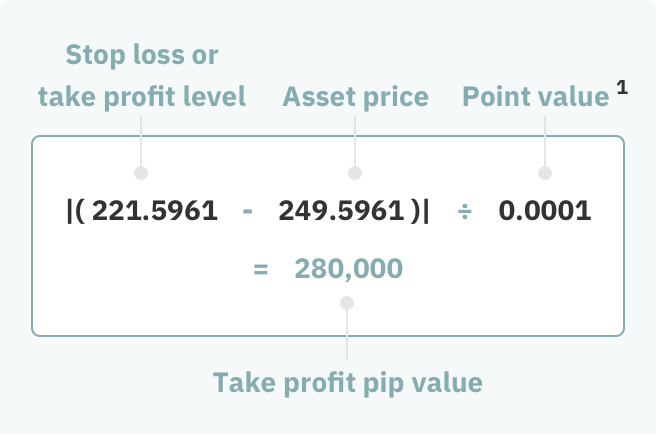 Stop loss or
take profit level Asset price Point value 1
|( 221.5961 - 249.5961 )| ÷ 0.0001
= 280,000
Take profit pip value